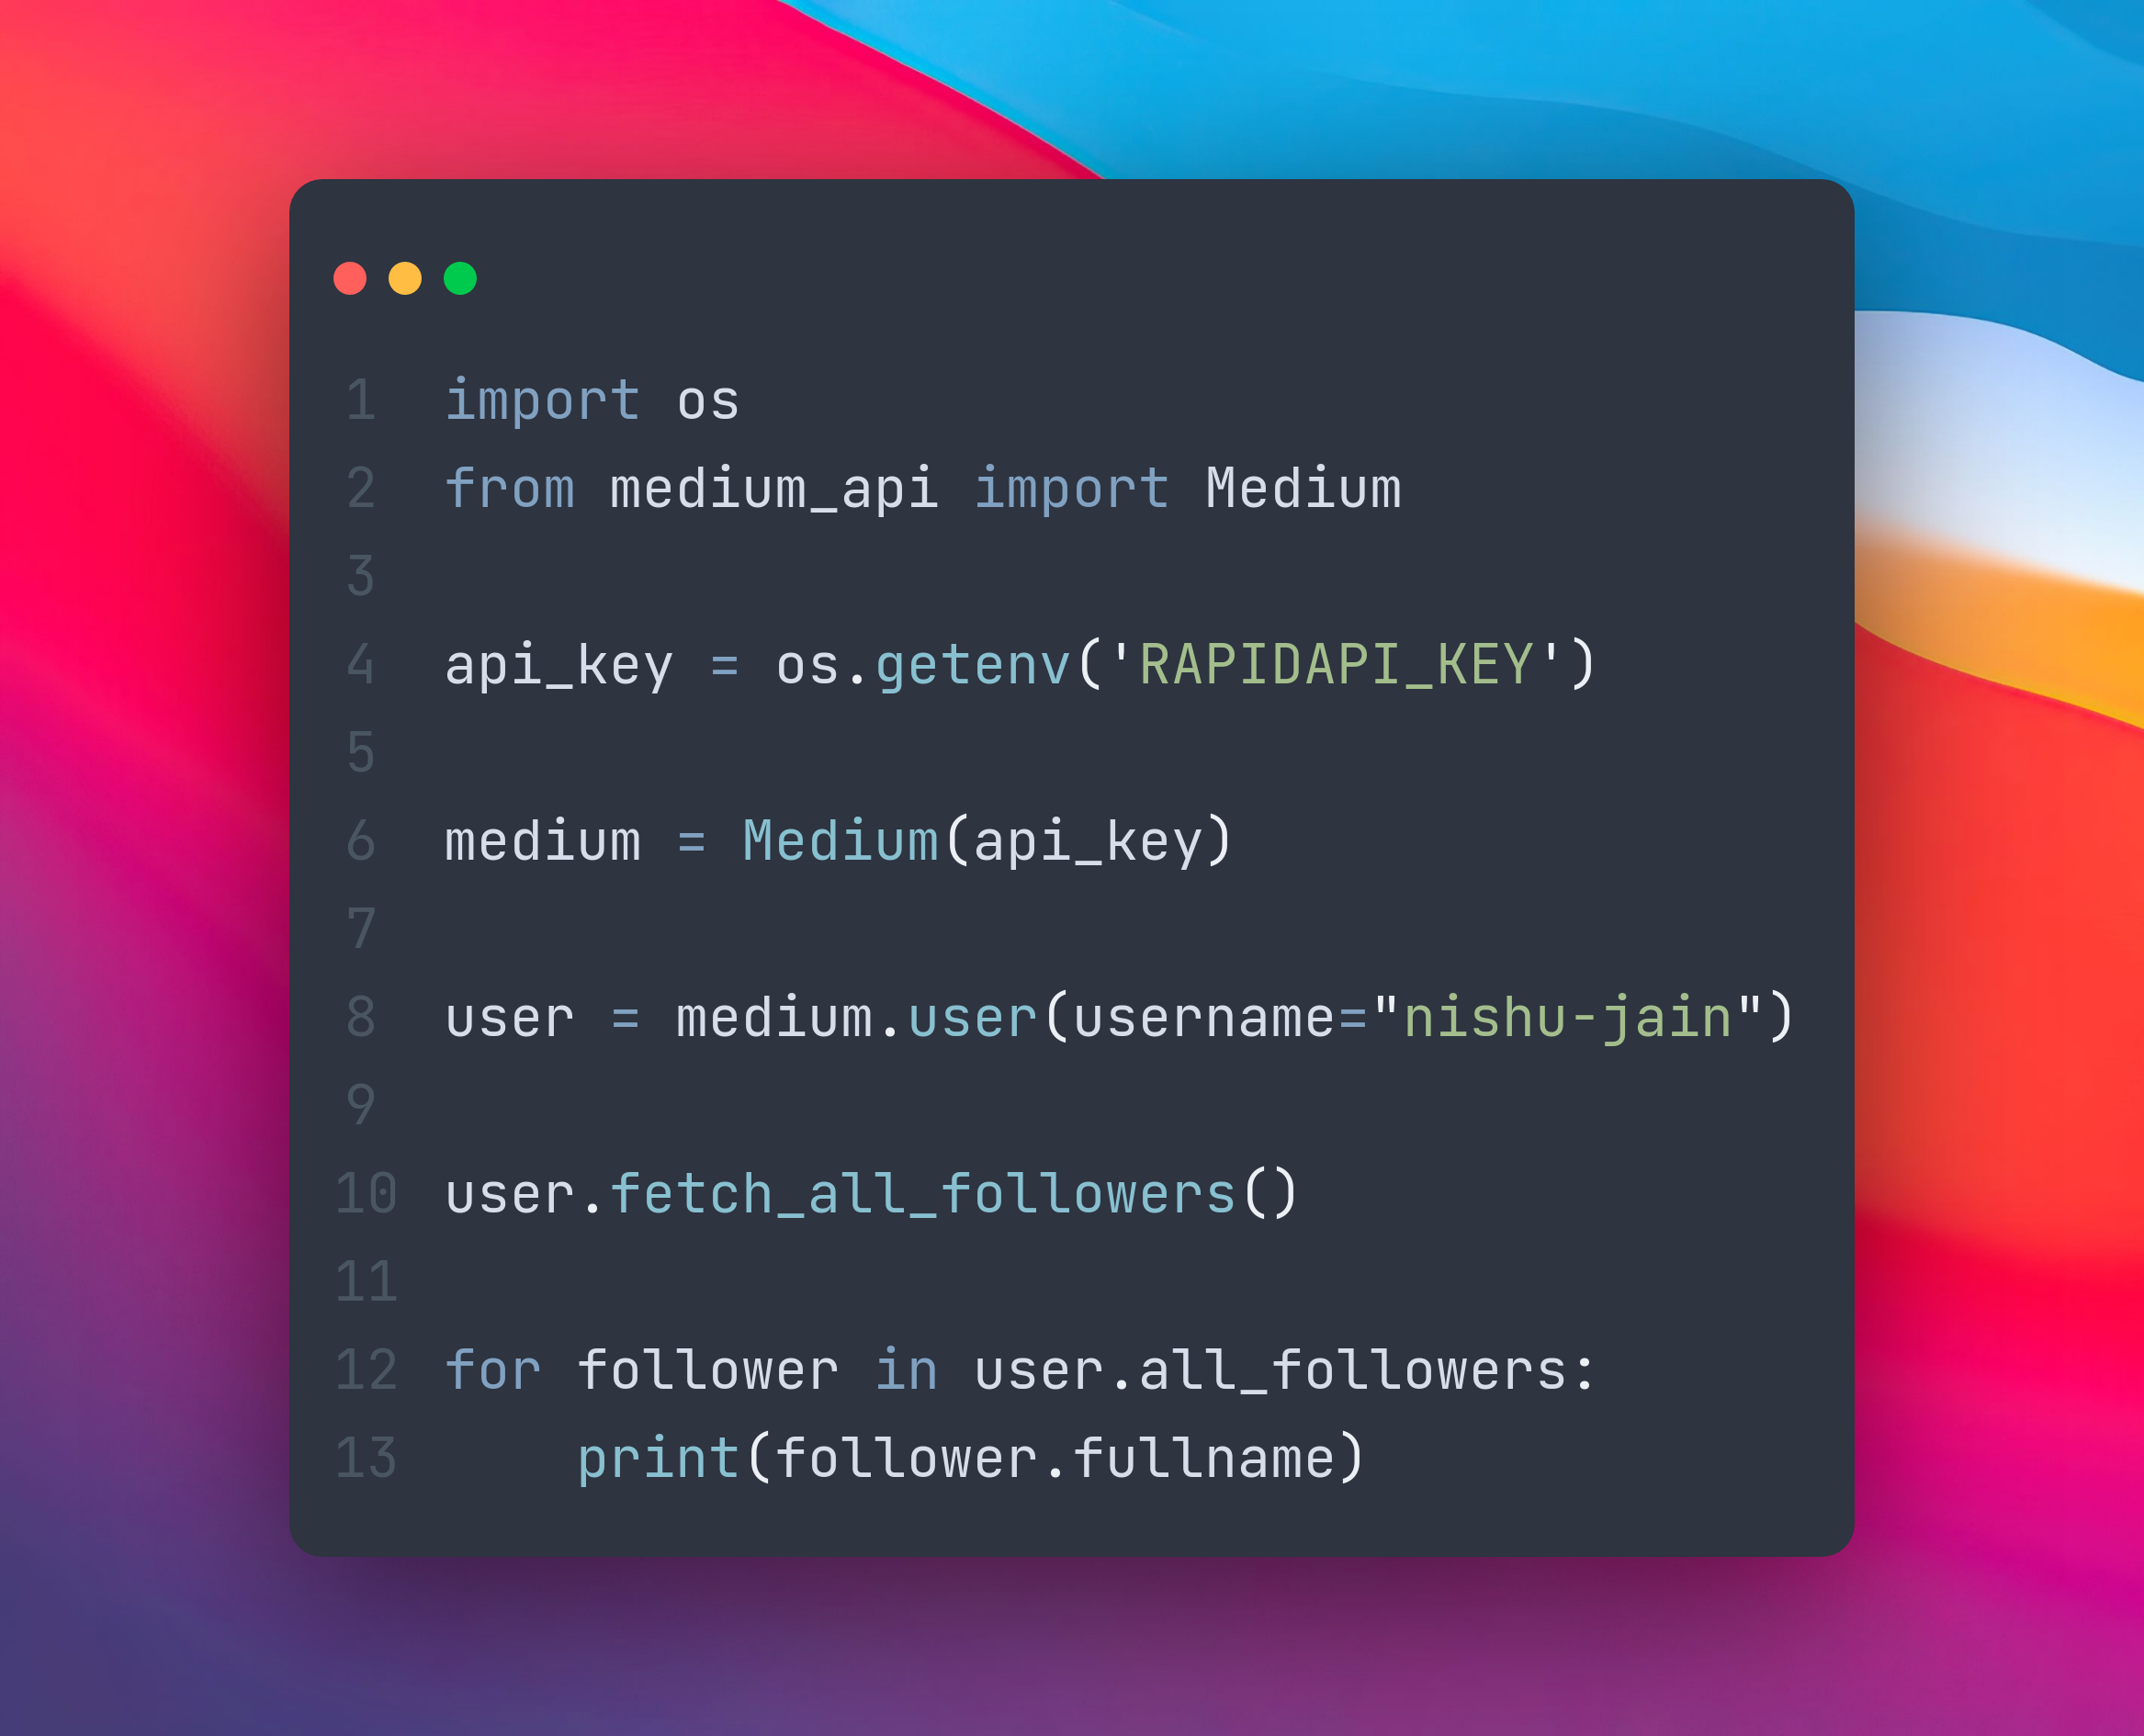 1 import os
2 from medium_api import Medium
3
4 api_key = os.getenv('RAPIDAPI_KEY')
5
6 medium = Medium(api_key)
7
8 user = medium.user(username="nishu-jain")
9
10 user.fetch_all_followers()
11
12 for follower in user.all_followers:
13     print(follower.fullname)